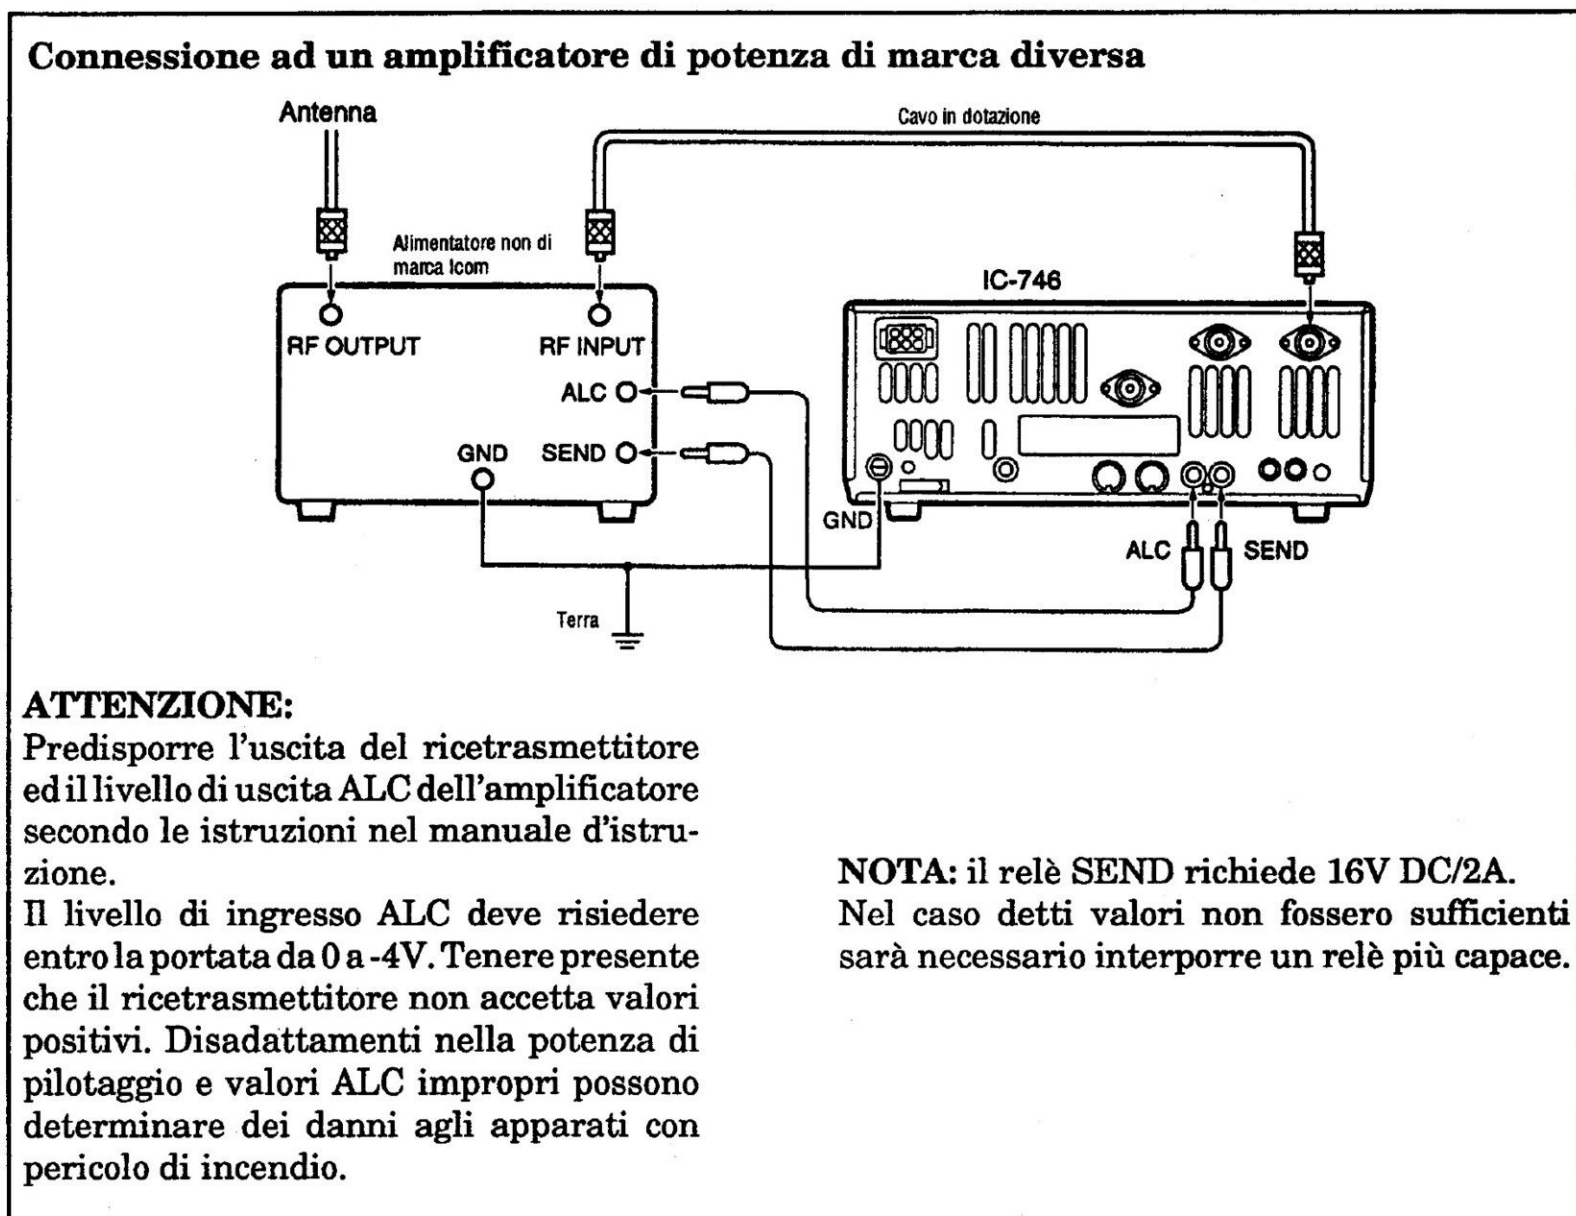 Connessione ad un amplificatore di potenza di marca diversa
Antenna
Cavo in dotazione
Alimentatore non di
marca Icom
IC-746
RF OUTPUT
RF INPUT
ALC
GND
SEND
GND
ALC
SEND
Terra
ATTENZIONE:
Predisporre l'uscita del ricetrasmettitore
ed il livello di uscita ALC dell'amplificatore
secondo le istruzioni nel manuale d'istru-
zione.
Il livello di ingresso ALC deve risiedere
entro la portata da 0 a -4V. Tenere presente
che il ricetrasmettitore non accetta valori
positivi. Disadattamenti nella potenza di
pilotaggio e valori ALC impropri possono
determinare dei danni agli apparati con
pericolo di incendio.
NOTA: il relè SEND richiede 16V DC/2A.
Nel caso detti valori non fossero sufficienti
sarà necessario interporre un relè più capace.